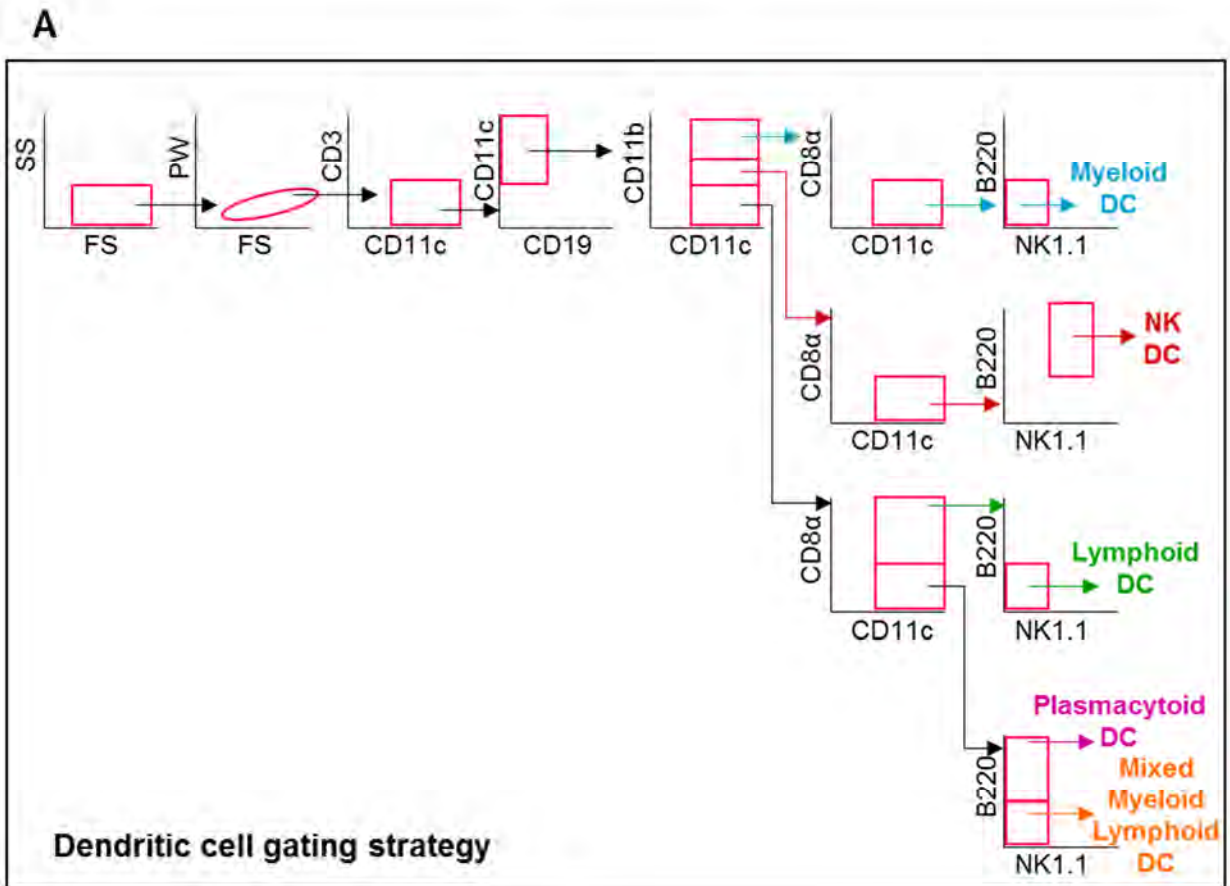 A
SS
FS
PW
FS
CD3
CD11c
CD11c
CD19
CD11b
CD11c
CD8α
CD11c
B220
NK1.1
Myeloid
DC
CD8α
CD11c
B220
NK1.1
NK
DC
CD8α
CD11c
B220
NK1.1
Lymphoid
DC
B220
NK1.1
Plasmacytoid
DC
Mixed
Myeloid
Lymphoid
DC
Dendritic cell gating strategy